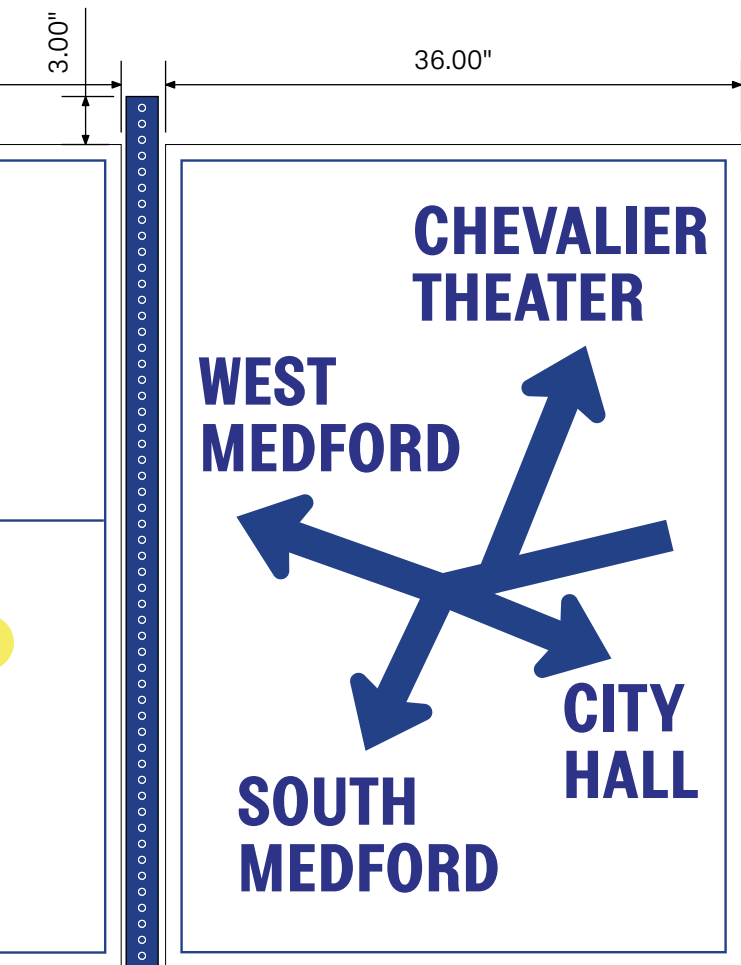 3.00"
36.00"
CHEVALIER
THEATER
WEST
MEDFORD
CITY
HALL
SOUTH
MEDFORD